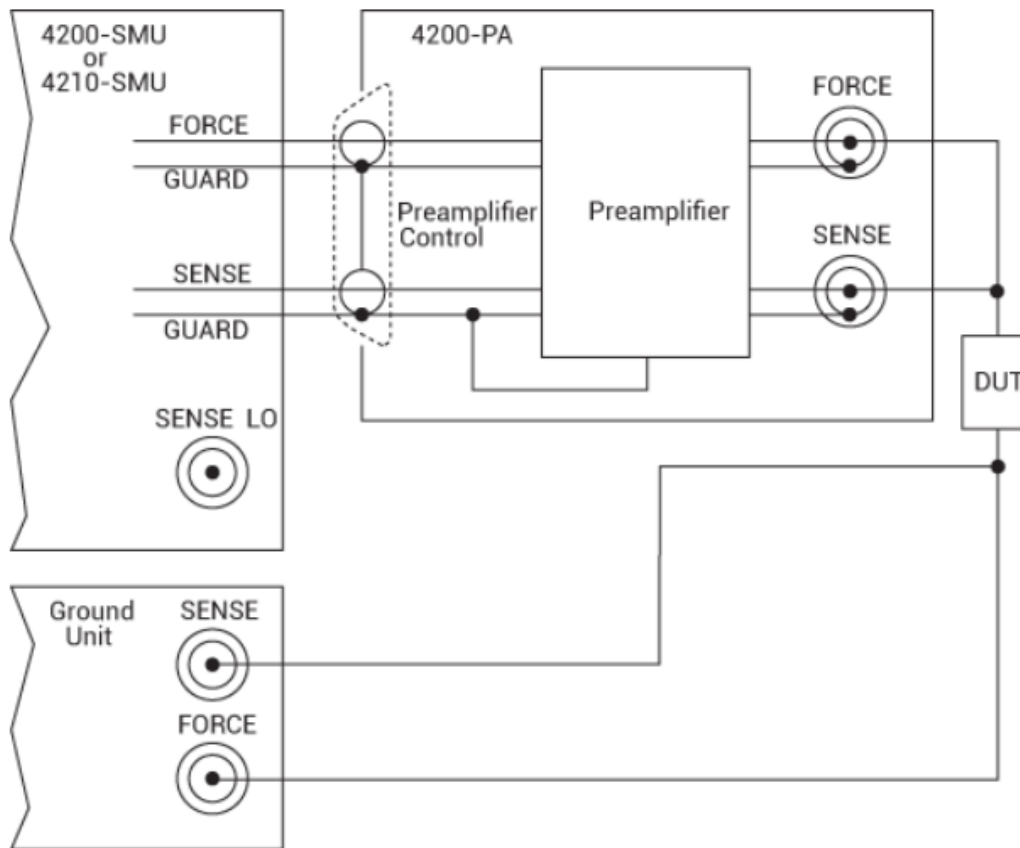 4200-SMU
or
4210-SMU
4200-PA
FORCE
GUARD
SENSE
GUARD
SENSE LO
Preamplifier
Control
Preamplifier
FORCE
SENSE
DUT
Ground
Unit
SENSE
FORCE